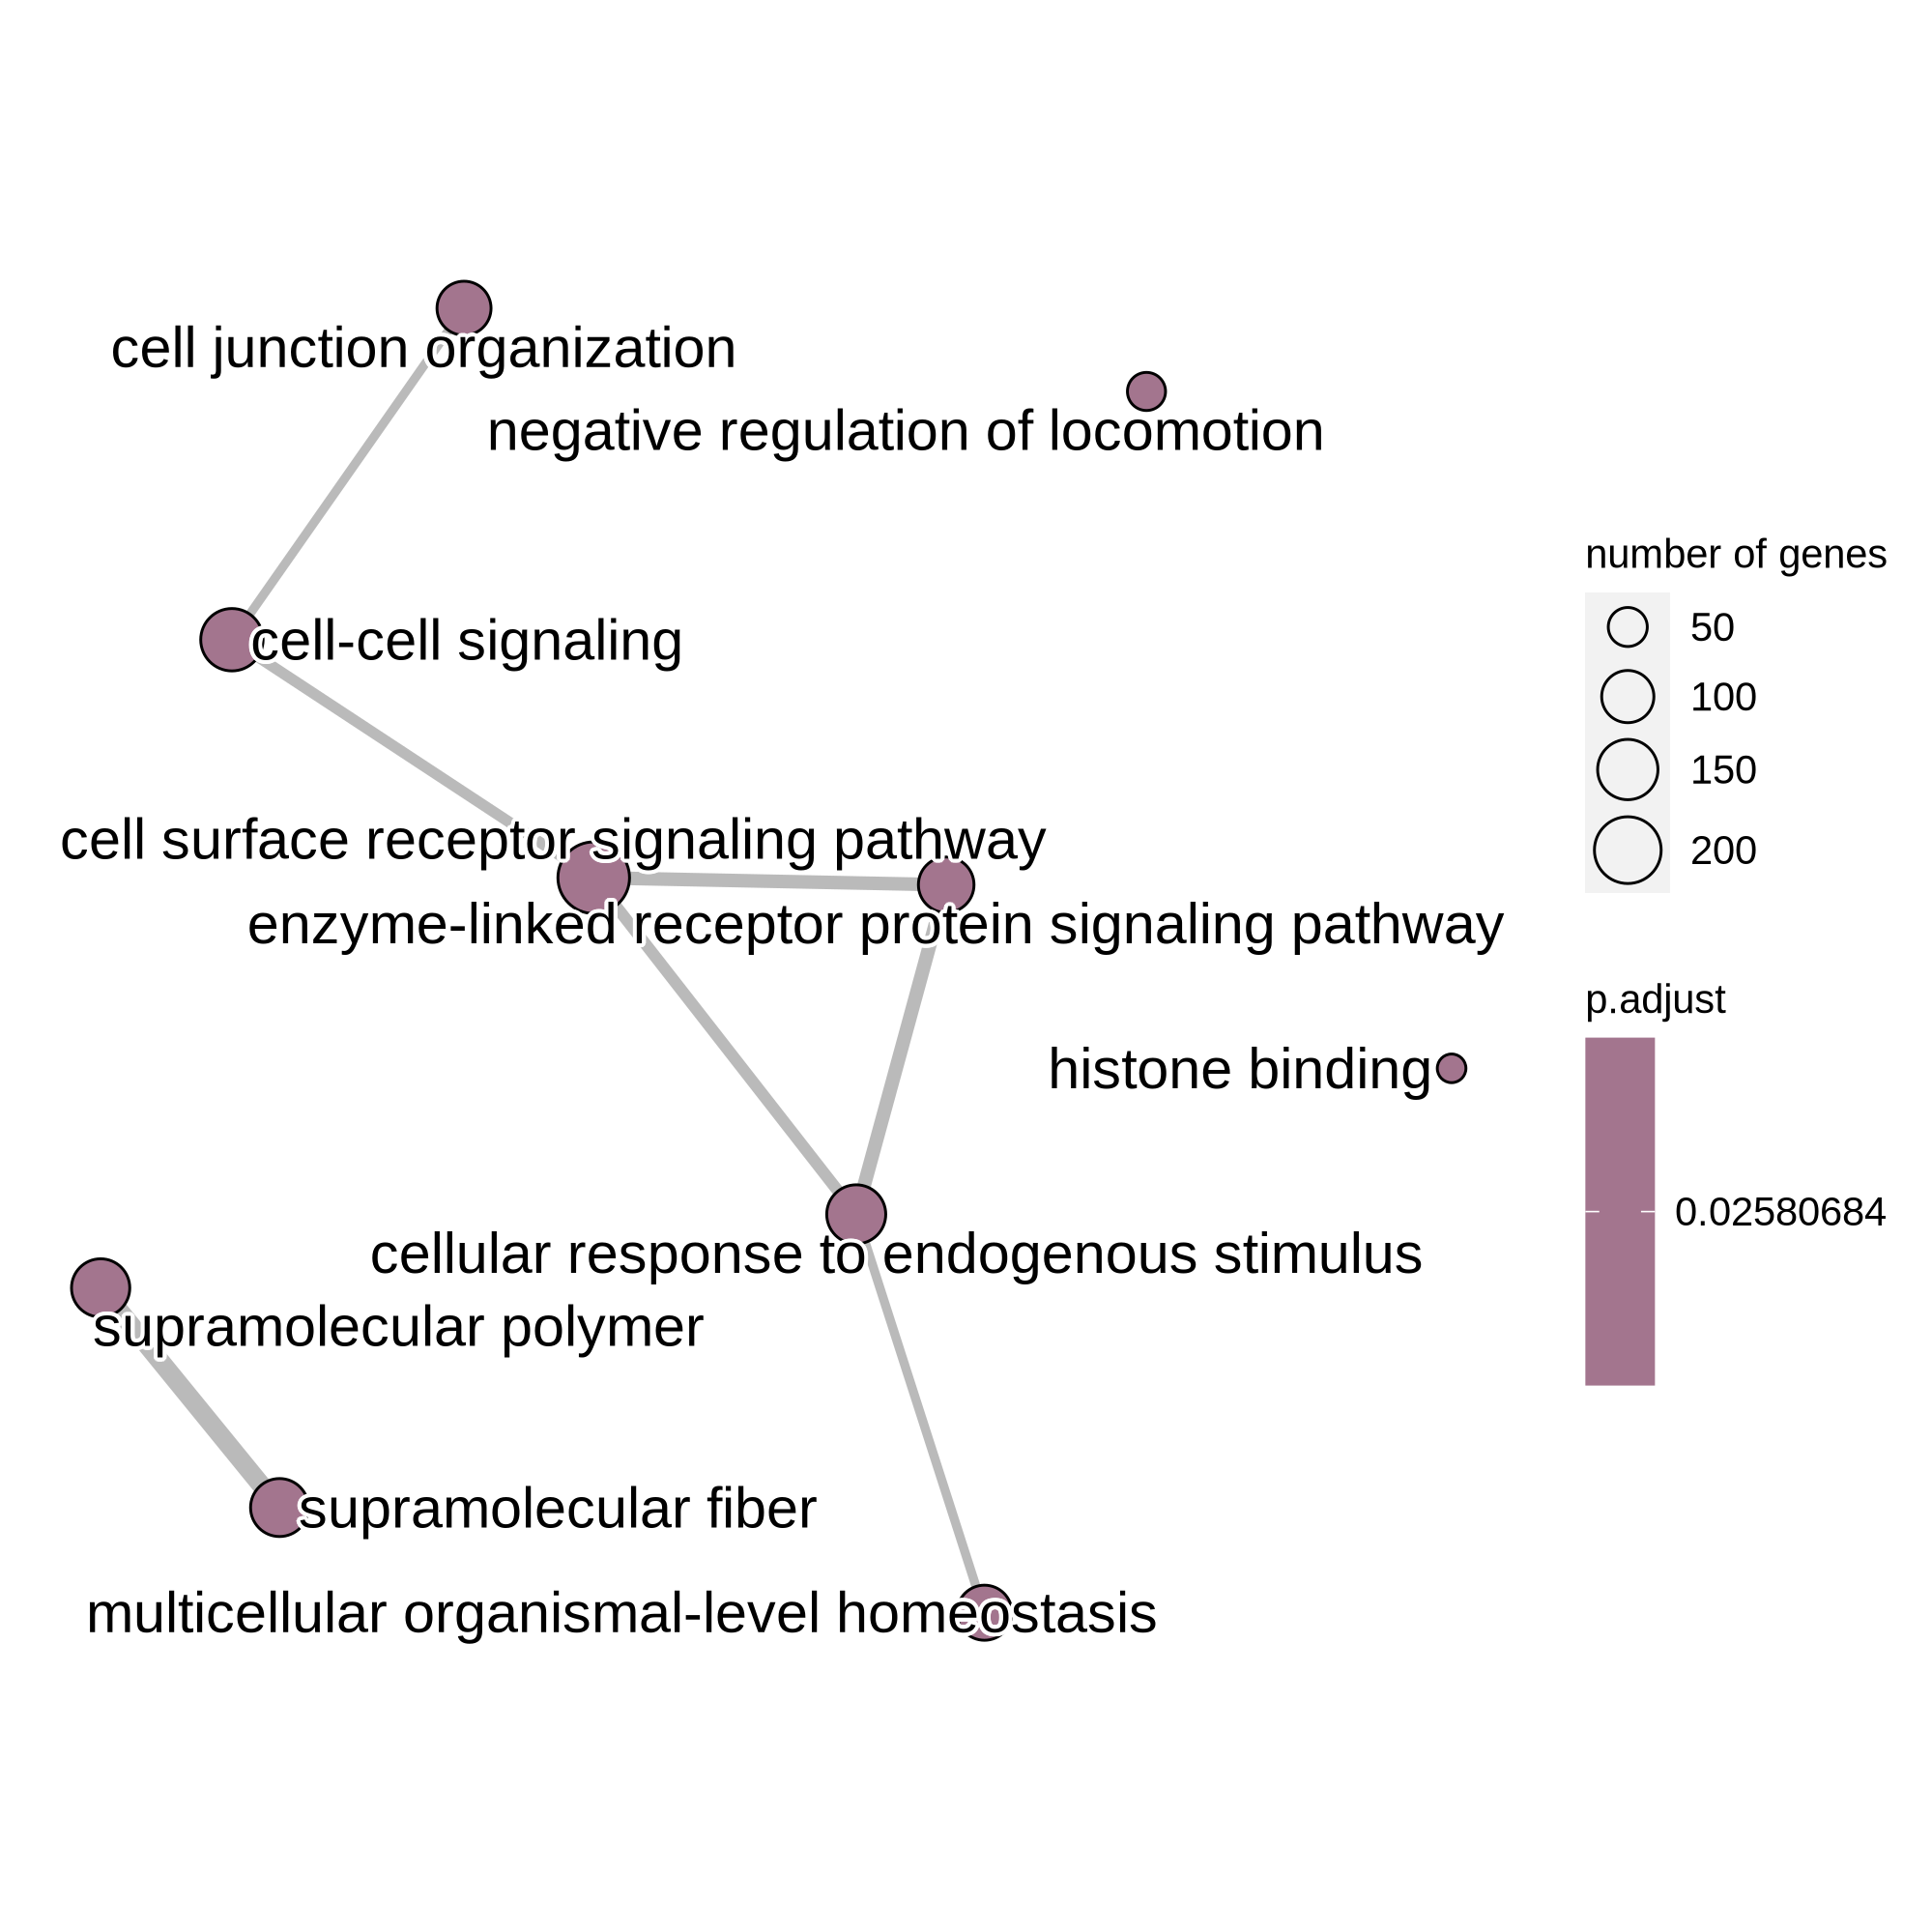 cell junction organization
negative regulation of locomotion
cell-cell signaling
cell surface receptor signaling pathway
enzyme-linked receptor protein signaling pathway
histone binding
cellular response to endogenous stimulus
supramolecular polymer
supramolecular fiber
multicellular organismal-level homeostasis
number of genes
50
100
150
200
p.adjust
0.02580684